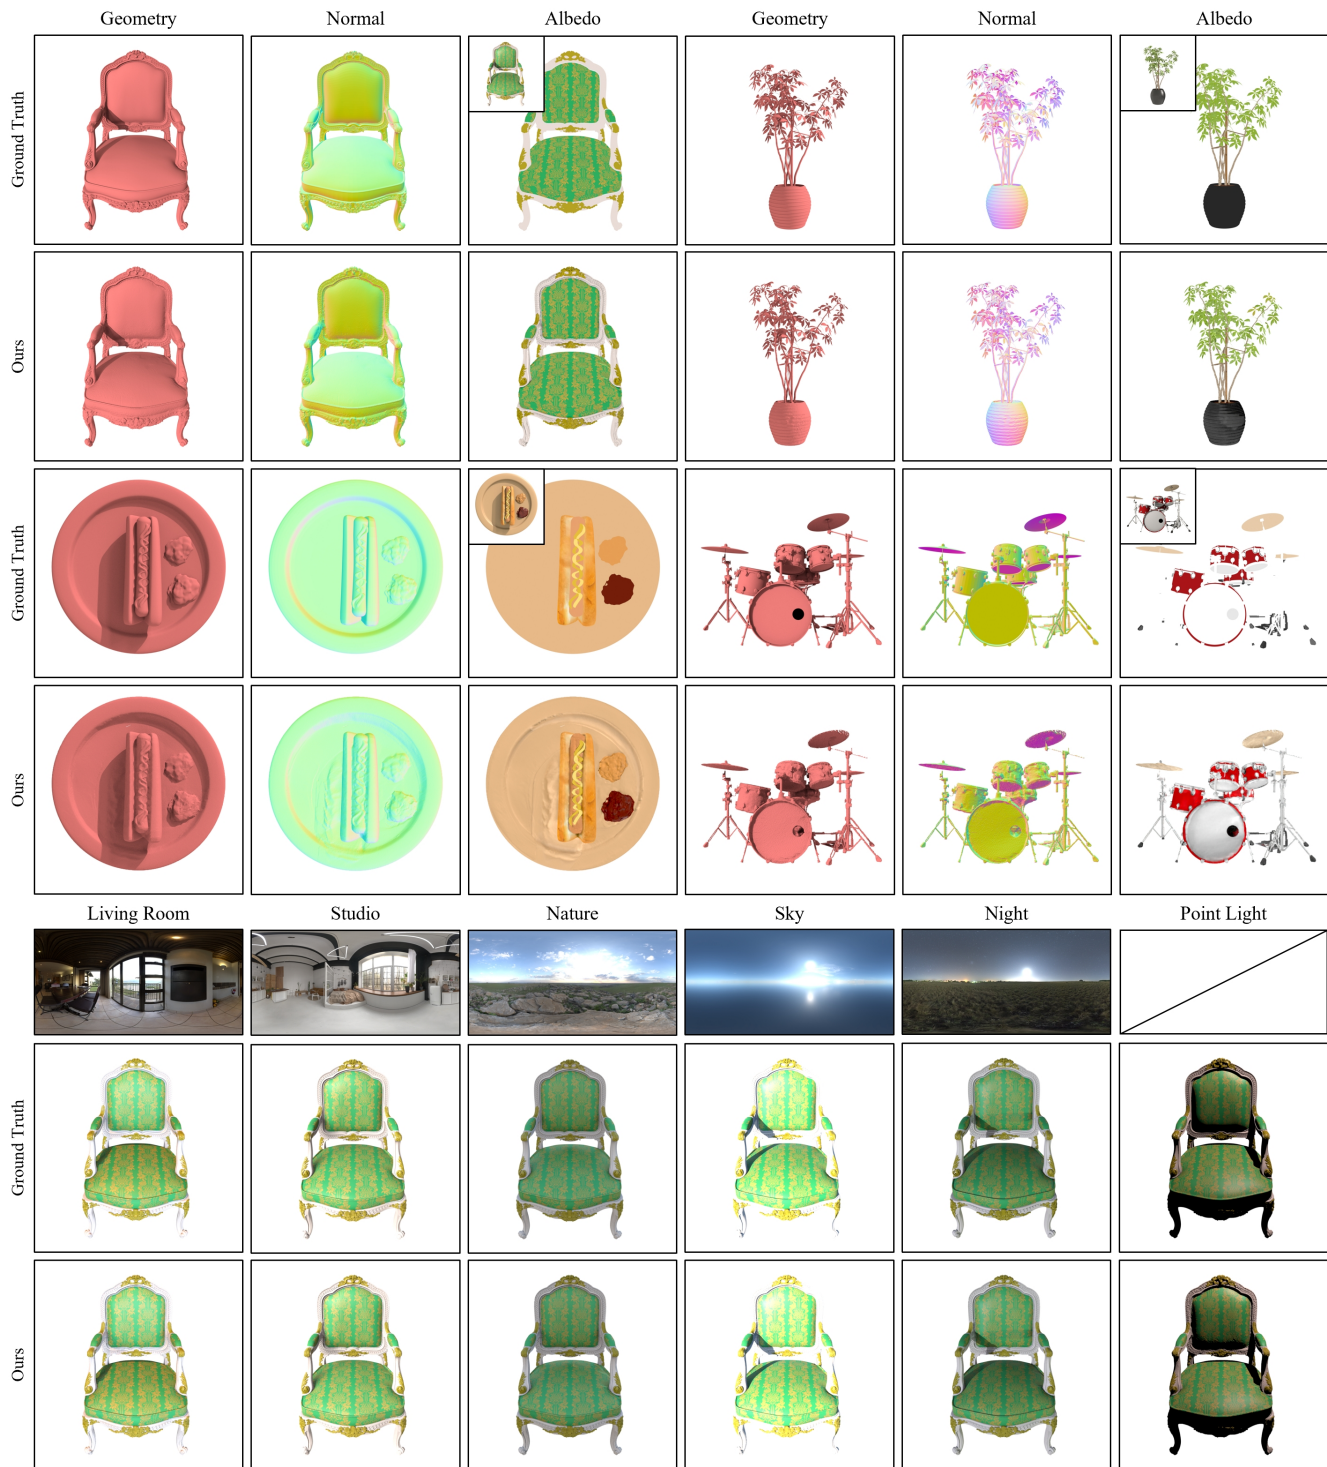 Geometry Normal Albedo Geometry Normal Albedo
Ground Truth
Ours
Ground Truth
Ours
Living Room Studio Nature Sky Night Point Light
Ground Truth
Ours